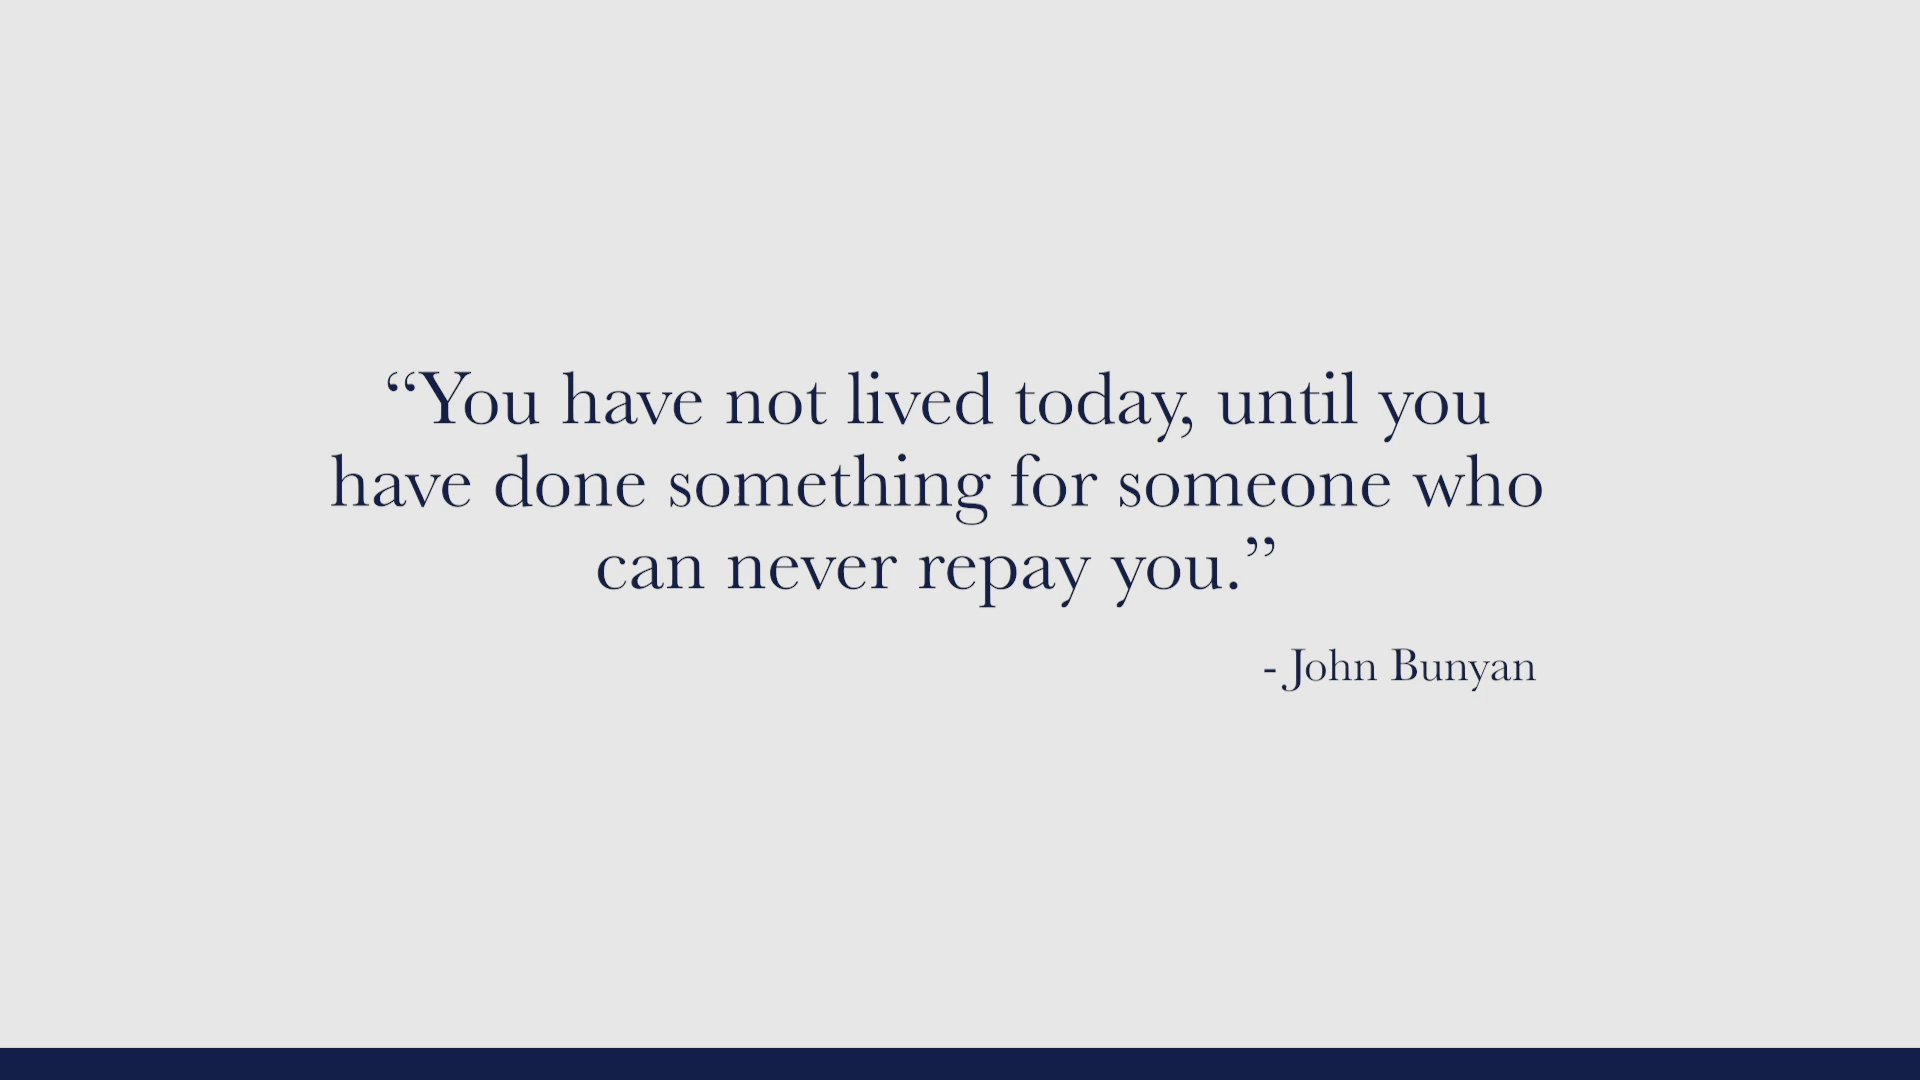 “You have not lived today, until you
have done something for someone who
can never repay you.”
- John Bunyan